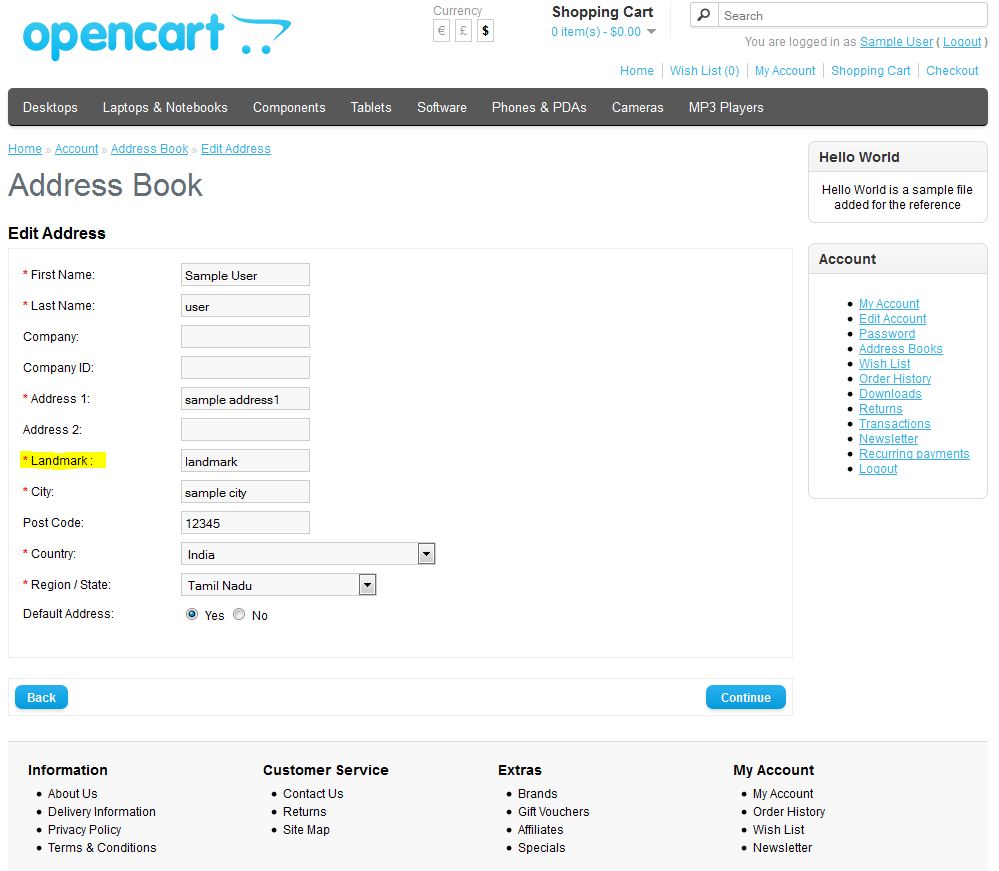 opencart
Currency
€ £ $
Shopping Cart
0 item(s) - $0.00
Search
You are logged in as Sample User ( Logout )
Home Wish List (0) My Account Shopping Cart Checkout
Desktops Laptops & Notebooks Components Tablets Software Phones & PDAs Cameras MP3 Players
Home » Account » Address Book » Edit Address
Address Book
Edit Address
* First Name: Sample User
* Last Name: user
Company:
Company ID:
* Address 1: sample address1
Address 2:
* Landmark : landmark
* City: sample city
Post Code: 12345
* Country: India
* Region / State: Tamil Nadu
Default Address: Yes No
Back Continue
Hello World
Hello World is a sample file
added for the reference
Account
My Account
Edit Account
Password
Address Books
Wish List
Order History
Downloads
Returns
Transactions
Newsletter
Recurring payments
Logout
Information
About Us
Delivery Information
Privacy Policy
Terms & Conditions
Customer Service
Contact Us
Returns
Site Map
Extras
Brands
Gift Vouchers
Affiliates
Specials
My Account
My Account
Order History
Wish List
Newsletter